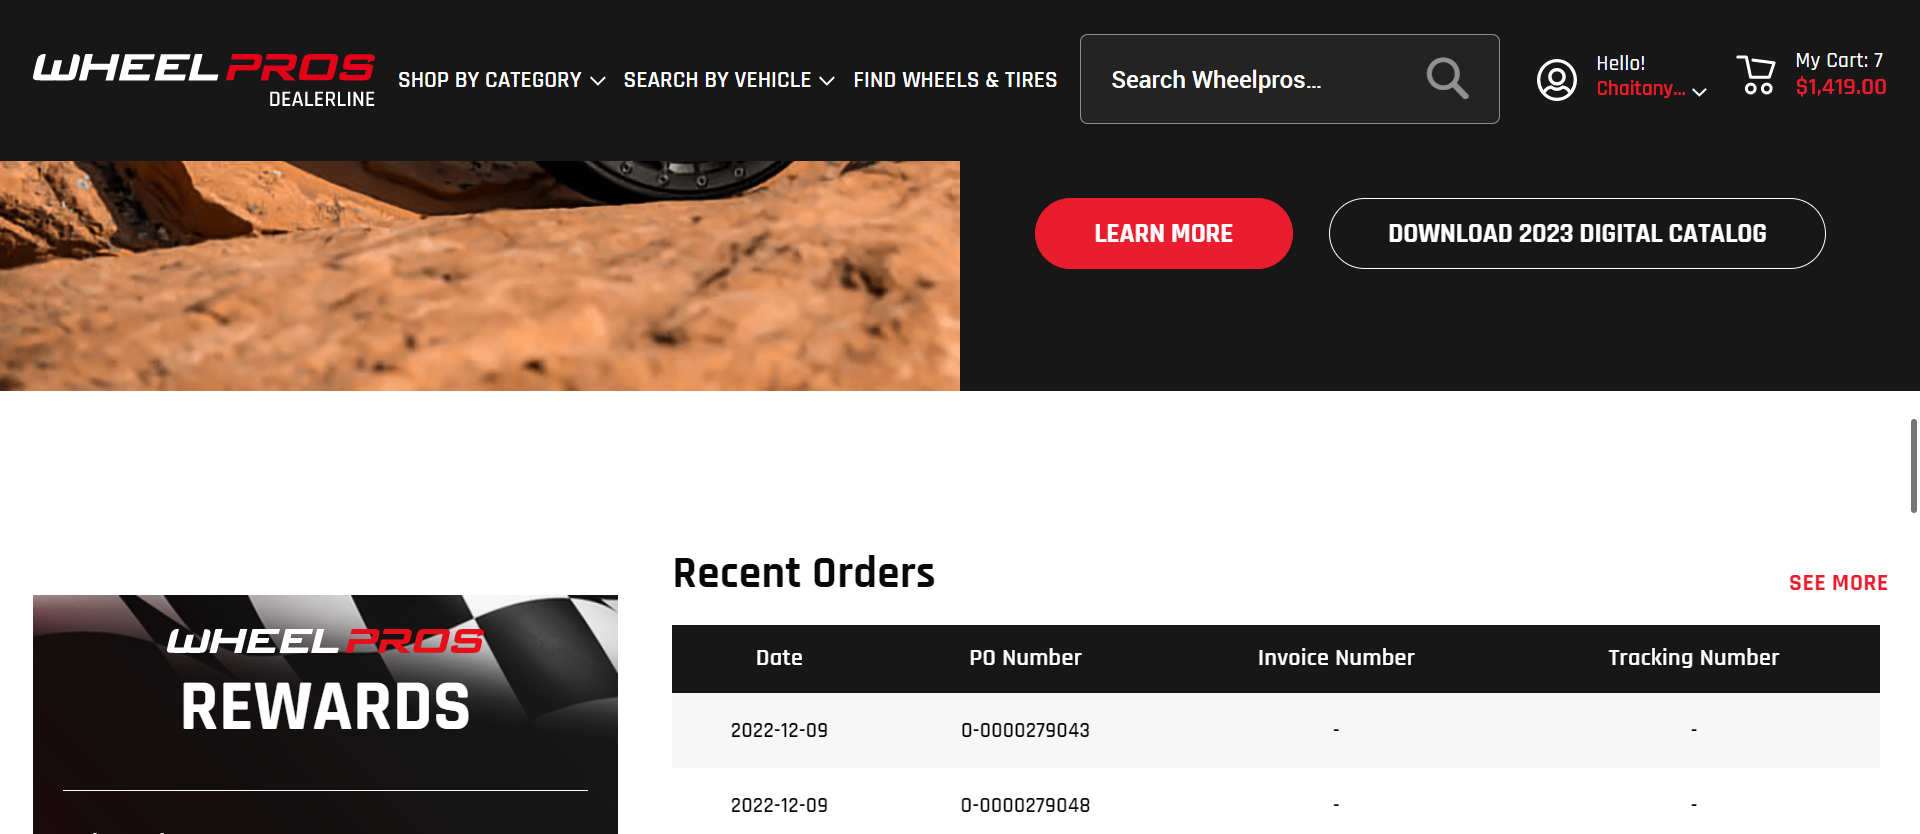 WHEEL PROS
DEALERLINE
SHOP BY CATEGORY
SEARCH BY VEHICLE
FIND WHEELS & TIRES
Search Wheelpros...
Hello!
Chaitany...
My Cart: 7
$1,419.00
LEARN MORE
DOWNLOAD 2023 DIGITAL CATALOG
Recent Orders
SEE MORE
WHEEL PROS
REWARDS
Date PO Number Invoice Number Tracking Number
2022-12-09 0-0000279043 - -
2022-12-09 0-0000279048 - -